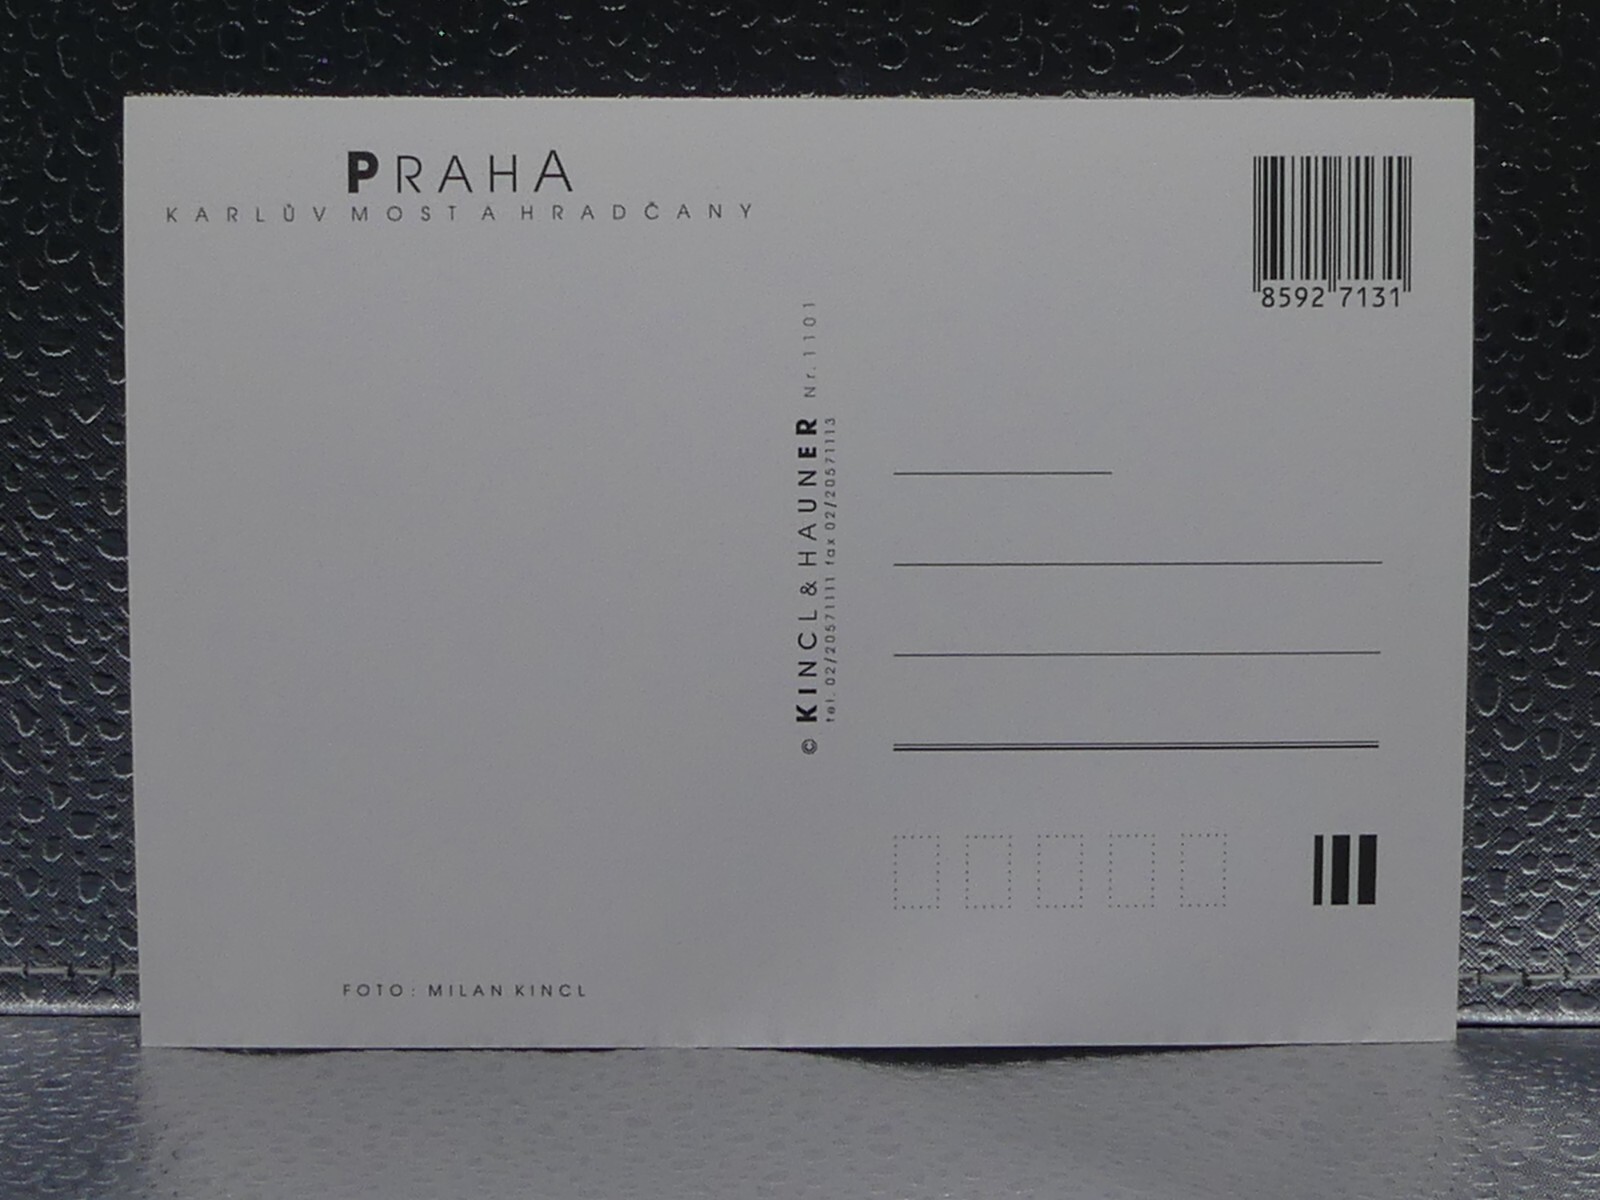 PRAHA
KARLŮV MOST A HRADČANY
8592 7131
© KINCL & HAUNER Nr. 1101
tel. 02/20571111 fax 02/20571113
FOTO: MILAN KINCL